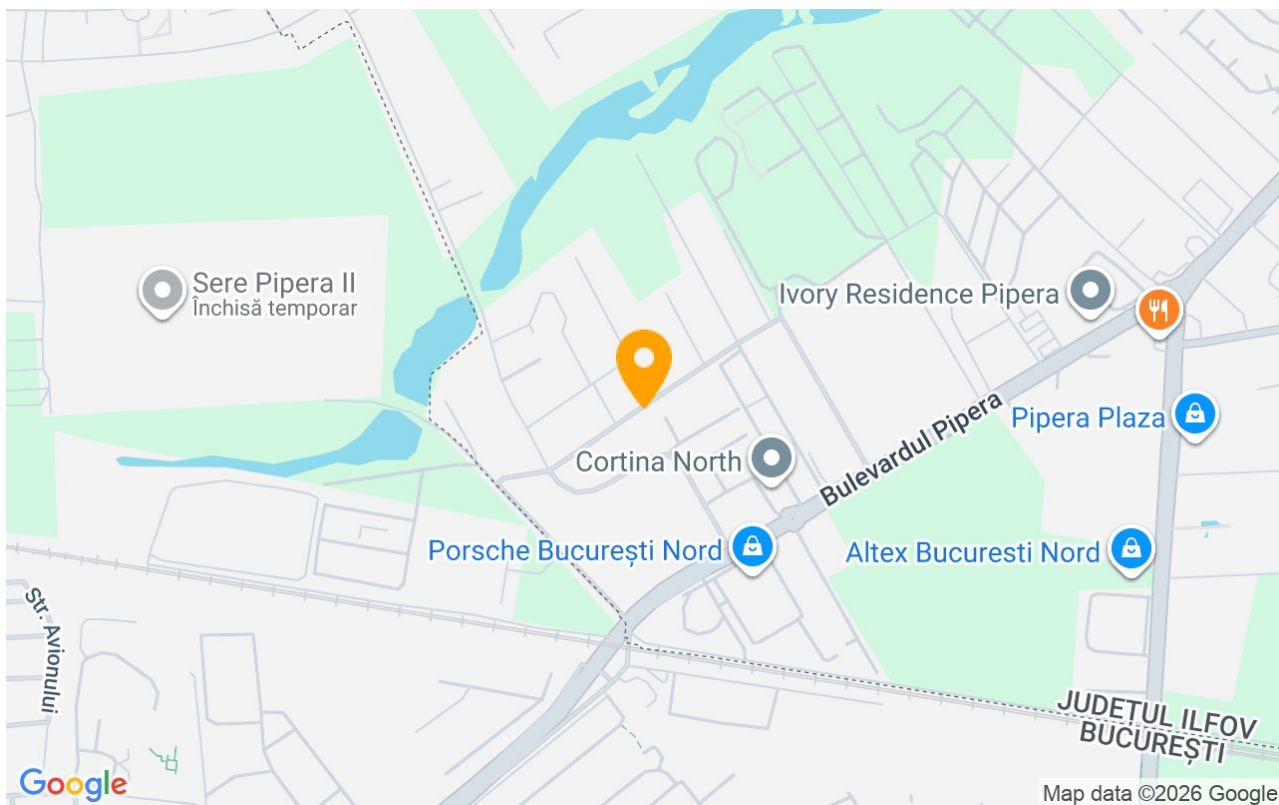 Sere Pipera II
Închisă temporar
Ivory Residence Pipera
Pipera Plaza
Bulevardul Pipera
Cortina North
Porsche București Nord
Altex Bucuresti Nord
Str. Avionului
JUDEȚUL ILFOV
BUCUREȘTI
Google
Map data ©2026 Google